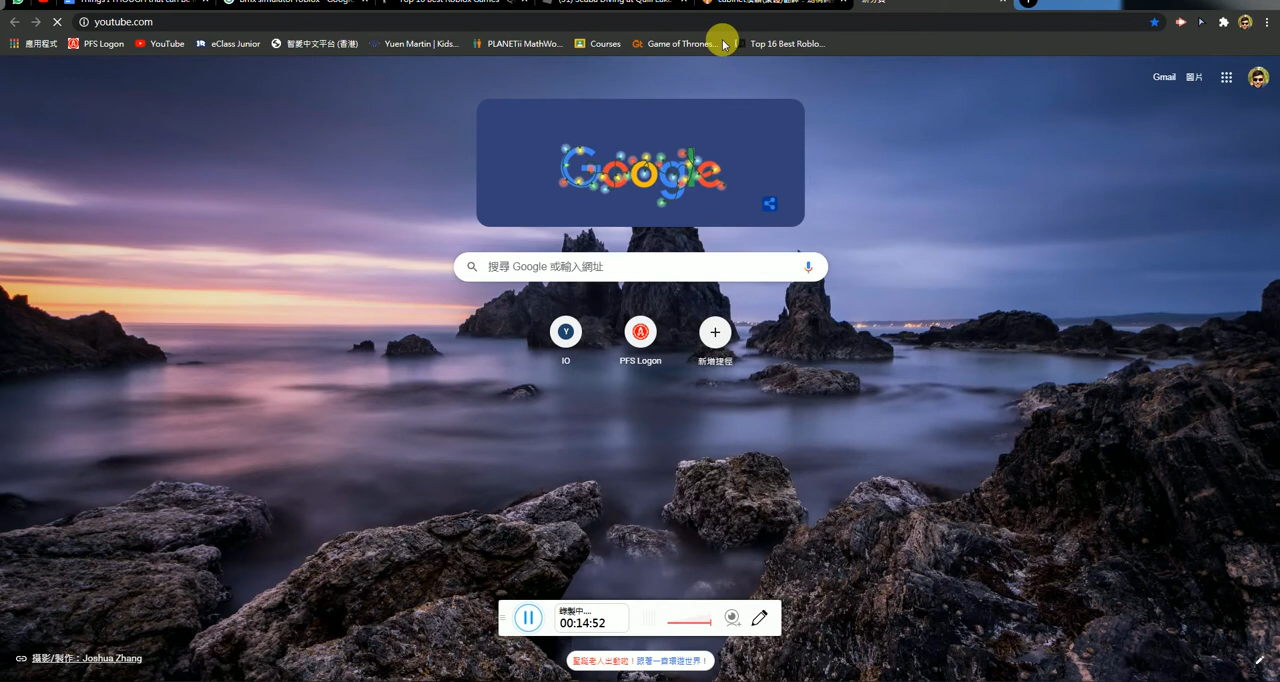 youtube.com
應用程式 PFS Logon YouTube eClass Junior 智愛中文平台 (香港) Yuen Martin | Kids... PLANETii MathWo... Courses Game of Thrones... Top 16 Best Roblo...
Gmail 圖片
Google
搜尋 Google 或輸入網址
Y
IO PFS Logon 新增捷徑
錄製中....
00:14:52
攝影/製作：Joshua Zhang
聖誕老人出動啦！跟著一齊環遊世界！